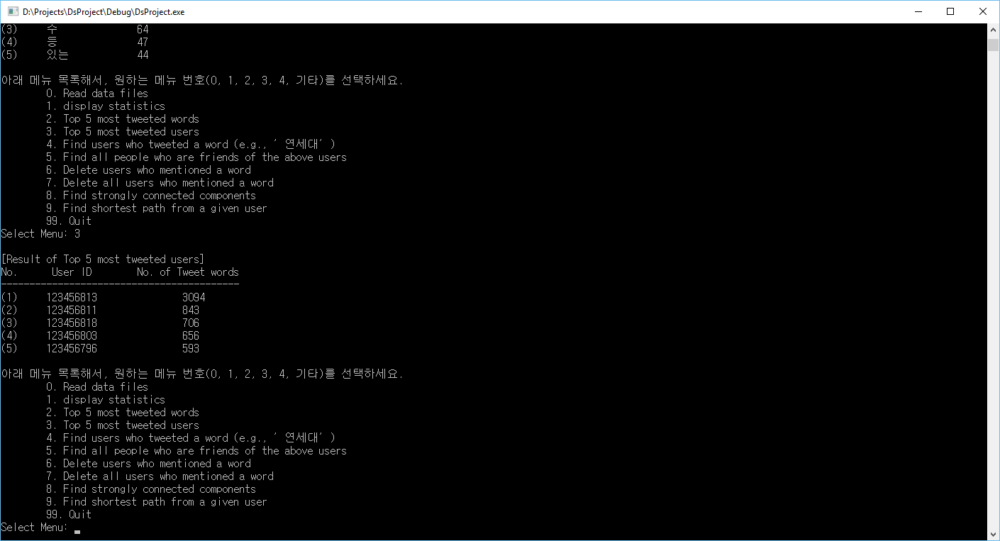 D:\Projects\DsProject\Debug\DsProject.exe
(3) 수 64
(4) 등 47
(5) 있는 44
아래 메뉴 목록해서, 원하는 메뉴 번호(0, 1, 2, 3, 4, 기타)를 선택하세요.
0. Read data files
1. display statistics
2. Top 5 most tweeted words
3. Top 5 most tweeted users
4. Find users who tweeted a word (e.g., ’연세대’)
5. Find all people who are friends of the above users
6. Delete users who mentioned a word
7. Delete all users who mentioned a word
8. Find strongly connected components
9. Find shortest path from a given user
99. Quit
Select Menu: 3
[Result of Top 5 most tweeted users]
No. User ID No. of Tweet words
------------------------------------------
(1) 123456813 3094
(2) 123456811 843
(3) 123456818 706
(4) 123456803 656
(5) 123456796 593
아래 메뉴 목록해서, 원하는 메뉴 번호(0, 1, 2, 3, 4, 기타)를 선택하세요.
0. Read data files
1. display statistics
2. Top 5 most tweeted words
3. Top 5 most tweeted users
4. Find users who tweeted a word (e.g., ’연세대’)
5. Find all people who are friends of the above users
6. Delete users who mentioned a word
7. Delete all users who mentioned a word
8. Find strongly connected components
9. Find shortest path from a given user
99. Quit
Select Menu: